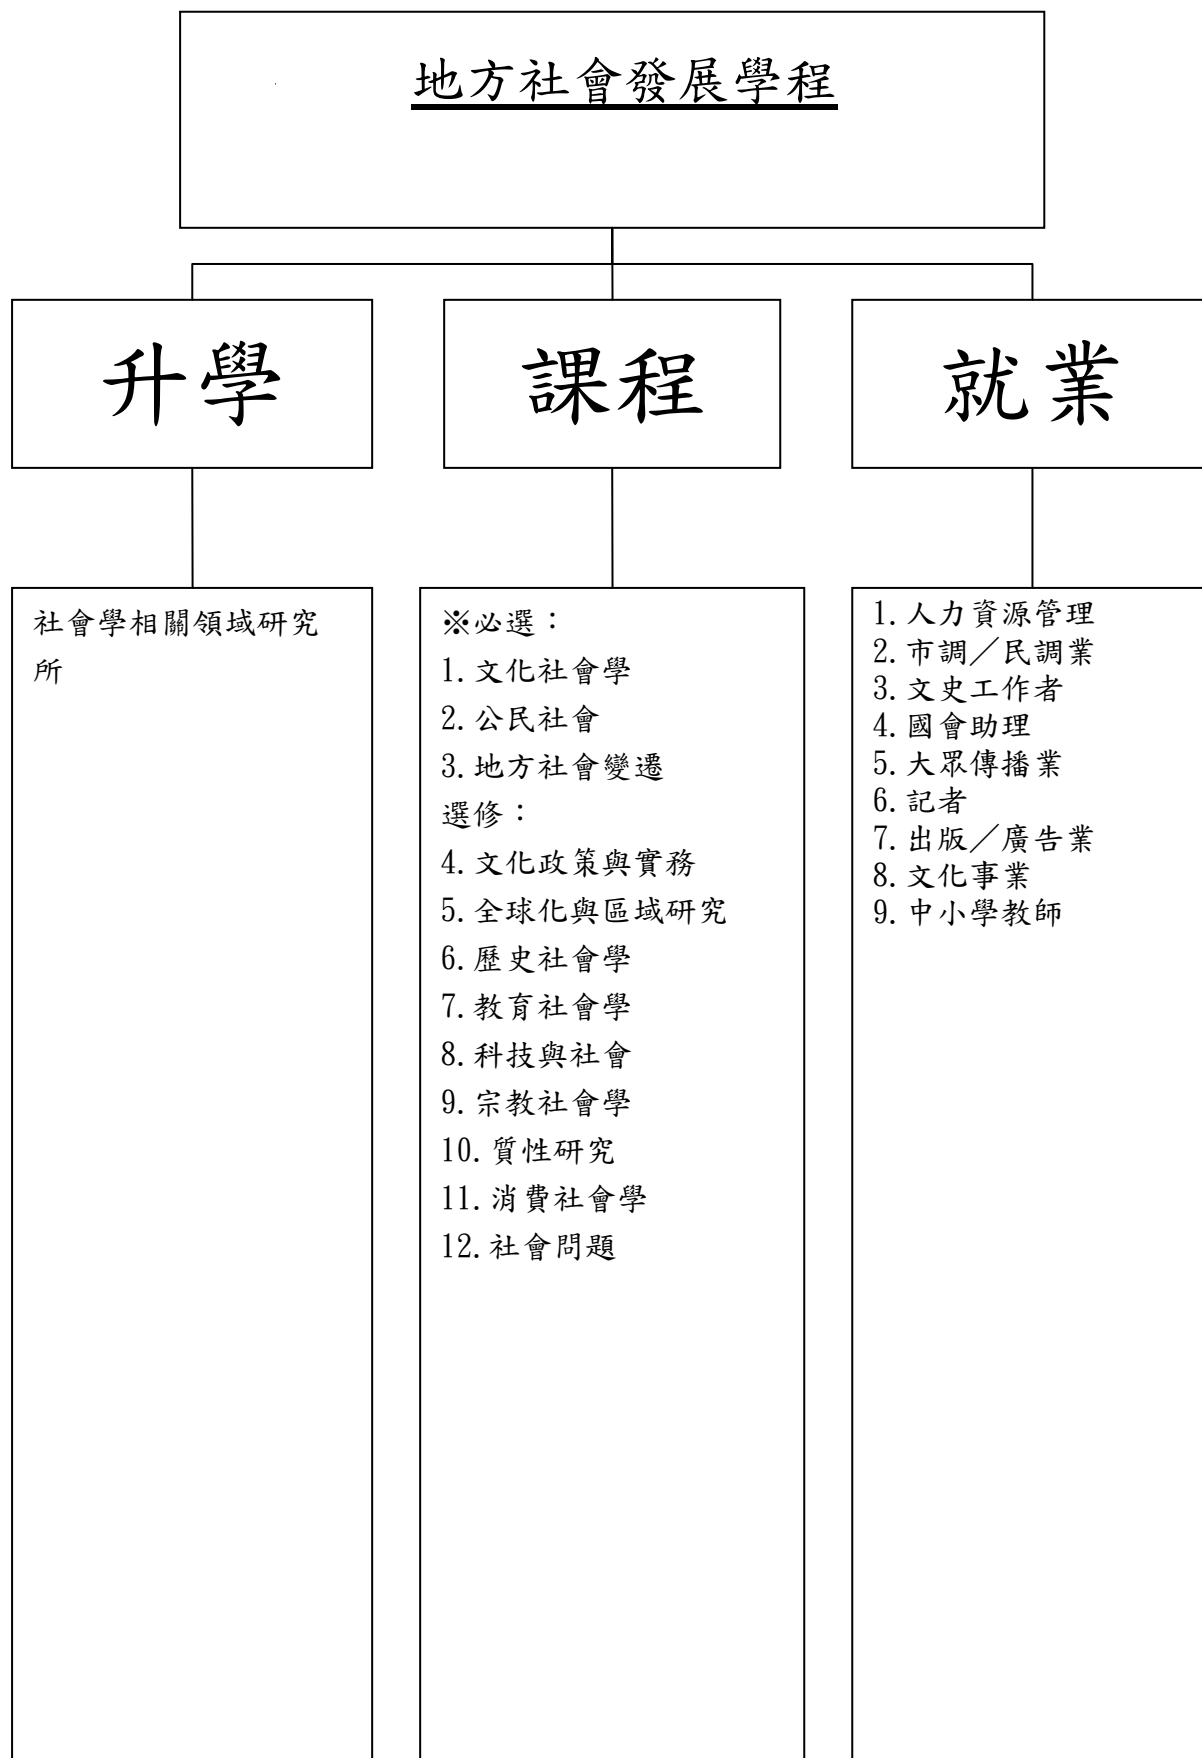 地方社會發展學程
升學
課程
就業
社會學相關領域研究
所
※必選：
1.文化社會學
2.公民社會
3.地方社會變遷
選修：
4.文化政策與實務
5.全球化與區域研究
6.歷史社會學
7.教育社會學
8.科技與社會
9.宗教社會學
10.質性研究
11.消費社會學
12.社會問題
1.人力資源管理
2.市調／民調業
3.文史工作者
4.國會助理
5.大眾傳播業
6.記者
7.出版／廣告業
8.文化事業
9.中小學教師